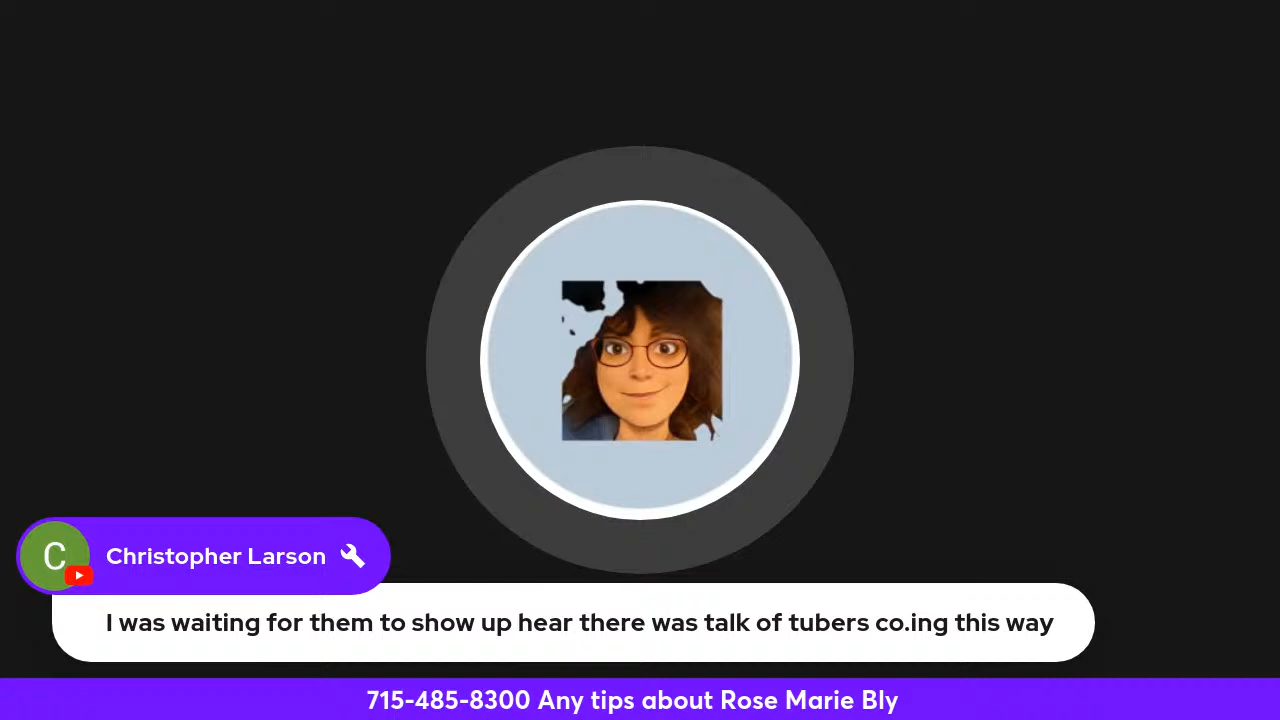 C
Christopher Larson
I was waiting for them to show up hear there was talk of tubers co.ing this way
715-485-8300 Any tips about Rose Marie Bly